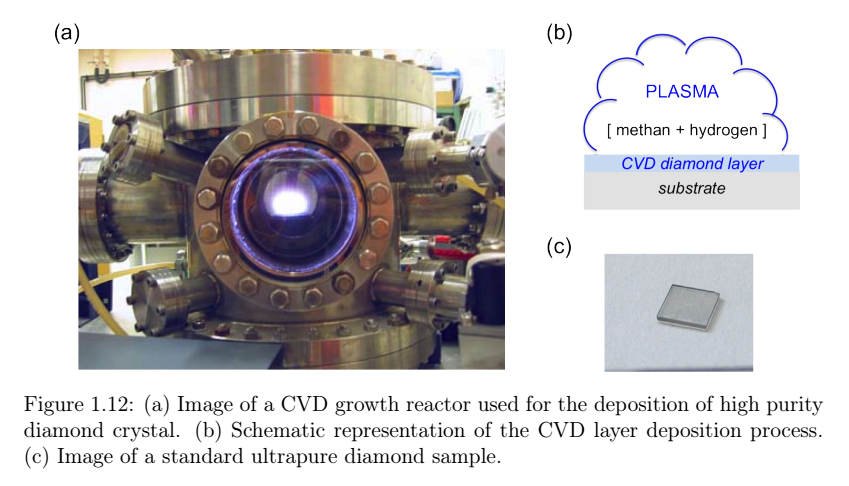 (a)
(b)
PLASMA
[ methan + hydrogen ]
CVD diamond layer
substrate
(c)
Figure 1.12: (a) Image of a CVD growth reactor used for the deposition of high purity
diamond crystal. (b) Schematic representation of the CVD layer deposition process.
(c) Image of a standard ultrapure diamond sample.